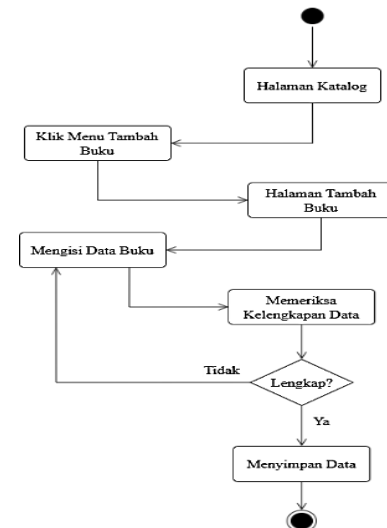 Halaman Katalog
Klik Menu Tambah
Buku
Halaman Tambah
Buku
Mengisi Data Buku
Memeriksa
Kelengkapan Data
Tidak
Lengkap?
Ya
Menyimpan Data